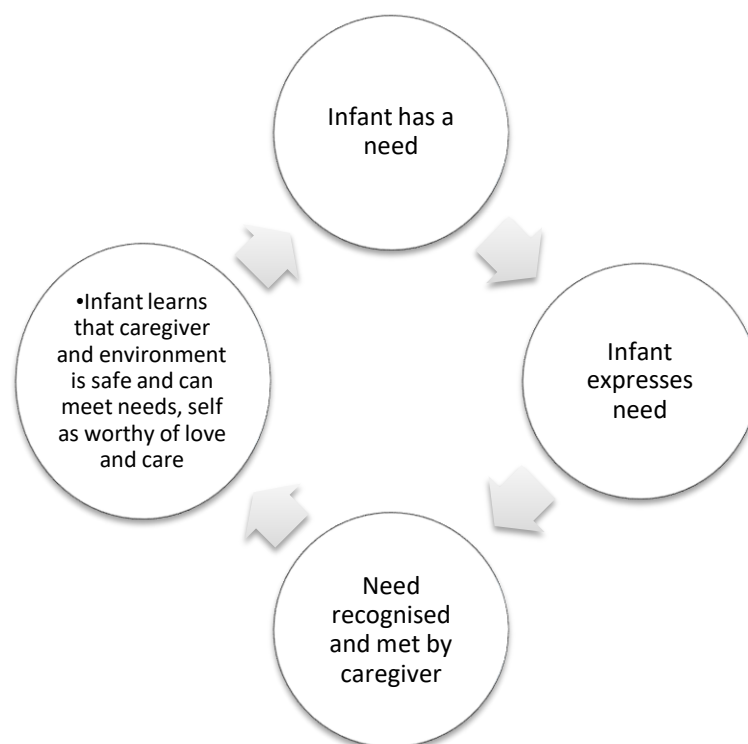 Infant has a
need
Infant
expresses
need
Need
recognised
and met by
caregiver
•Infant learns
that caregiver
and environment
is safe and can
meet needs, self
as worthy of love
and care